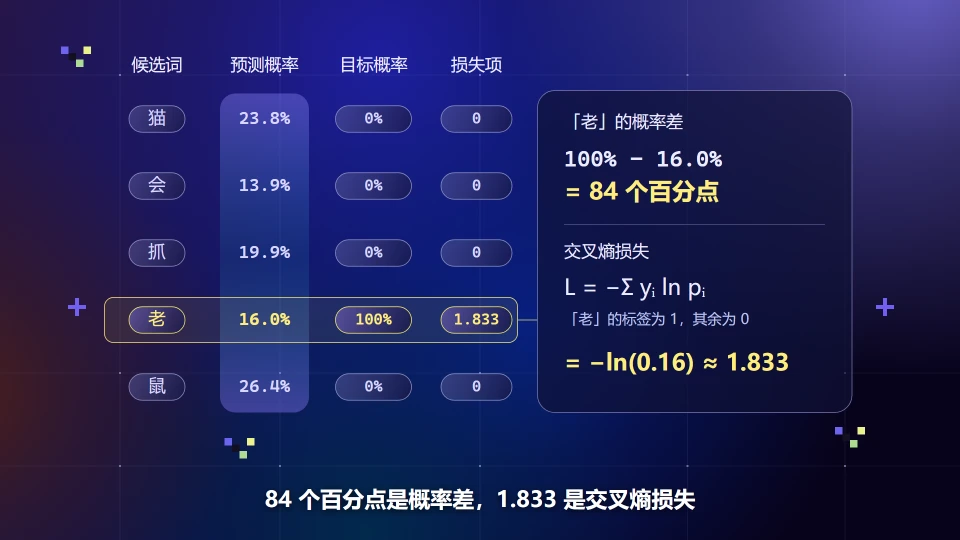 候选词 预测概率 目标概率 损失项
猫 23.8% 0% 0
会 13.9% 0% 0
抓 19.9% 0% 0
老 16.0% 100% 1.833
鼠 26.4% 0% 0
「老」的概率差
100% − 16.0%
= 84 个百分点
交叉熵损失
L = −Σ yᵢ ln pᵢ
「老」的标签为 1，其余为 0
= −ln(0.16) ≈ 1.833
84 个百分点是概率差，1.833 是交叉熵损失